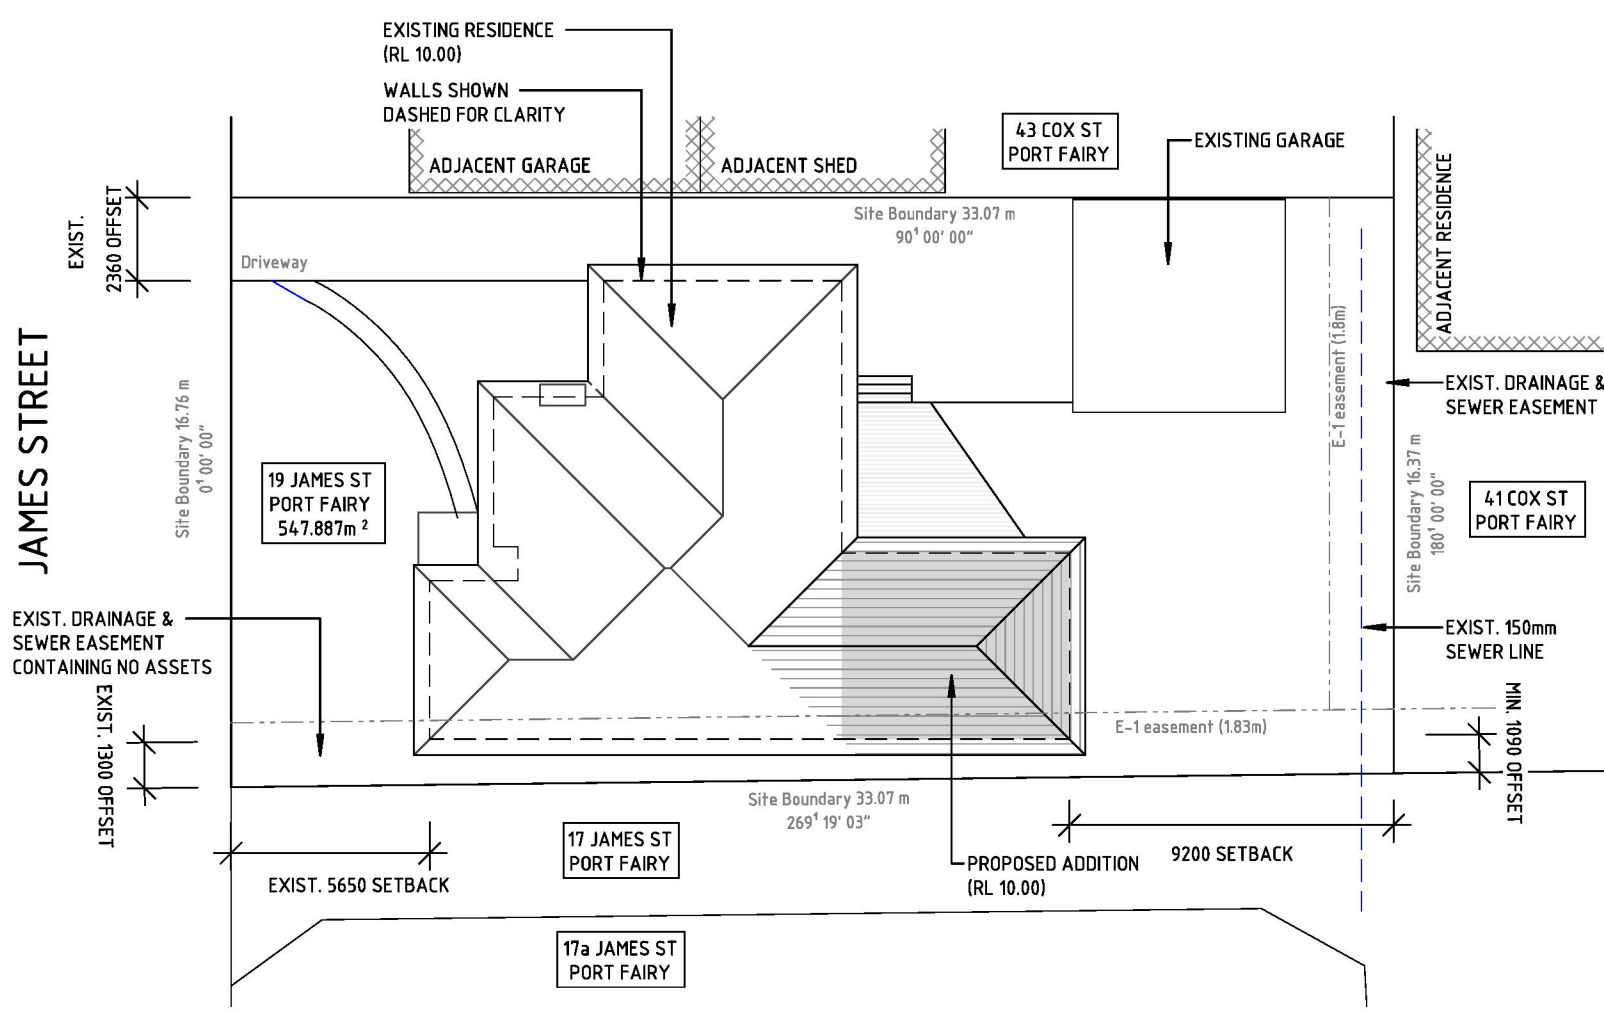 EXISTING RESIDENCE
(RL 10.00)
WALLS SHOWN
DASHED FOR CLARITY
ADJACENT GARAGE
ADJACENT SHED
43 COX ST
PORT FAIRY
EXISTING GARAGE
ADJACENT RESIDENCE
EXIST.
2360 OFFSET
Site Boundary 33.07 m
90¹ 00' 00"
Driveway
JAMES STREET
Site Boundary 16.76 m
0¹ 00' 00"
19 JAMES ST
PORT FAIRY
547.887m ²
E-1 easement (1.8m)
EXIST. DRAINAGE &
SEWER EASEMENT
Site Boundary 16.37 m
180¹ 00' 00"
41 COX ST
PORT FAIRY
EXIST. DRAINAGE &
SEWER EASEMENT
CONTAINING NO ASSETS
EXIST. 150mm
SEWER LINE
EXIST. 1300 OFFSET
E-1 easement (1.83m)
MIN. 1090 OFFSET
Site Boundary 33.07 m
269¹ 19' 03"
17 JAMES ST
PORT FAIRY
EXIST. 5650 SETBACK
PROPOSED ADDITION
(RL 10.00)
9200 SETBACK
17a JAMES ST
PORT FAIRY